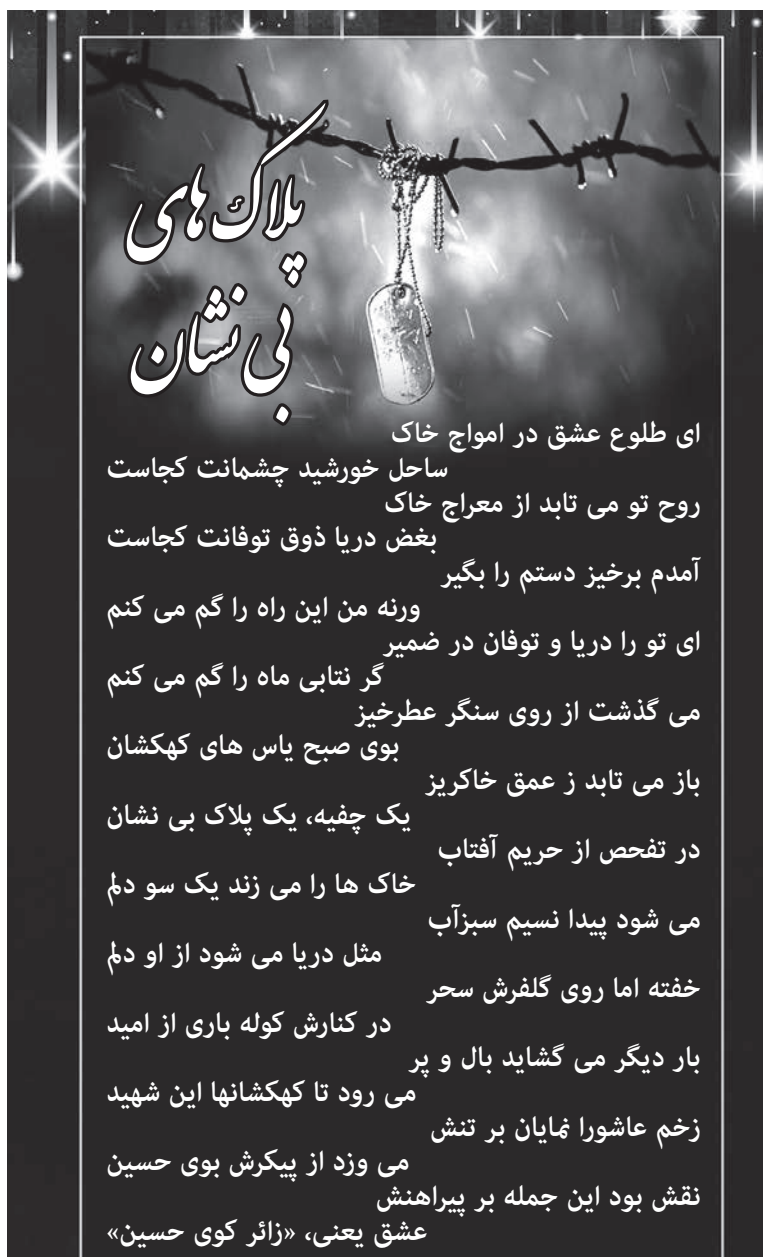 پلاک های
بی نشان
ای طلوع عشق در امواج خاک
ساحل خورشید چشمانت کجاست
روح تو می تابد از معراج خاک
بغض دریا ذوق توفانت کجاست
آمدم برخیز دستم را بگیر
ورنه من این راه را گم می کنم
ای تو را دریا و توفان در ضمیر
گر نتابی ماه را گم می کنم
می گذشت از روی سنگر عطرخیز
بوی صبح یاس های کهکشان
باز می تابد ز عمق خاکریز
یک چفیه، یک پلاک بی نشان
در تفحص از حریم آفتاب
خاک ها را می زند یک سو دلم
می شود پیدا نسیم سبزآب
مثل دریا می شود از او دلم
خفته اما روی گلفرش سحر
در کنارش کوله باری از امید
بار دیگر می گشاید بال و پر
می رود تا کهکشانها این شهید
زخم عاشورا نمایان بر تنش
می وزد از پیکرش بوی حسین
نقش بود این جمله بر پیراهنش
عشق یعنی، «زائر کوی حسین»